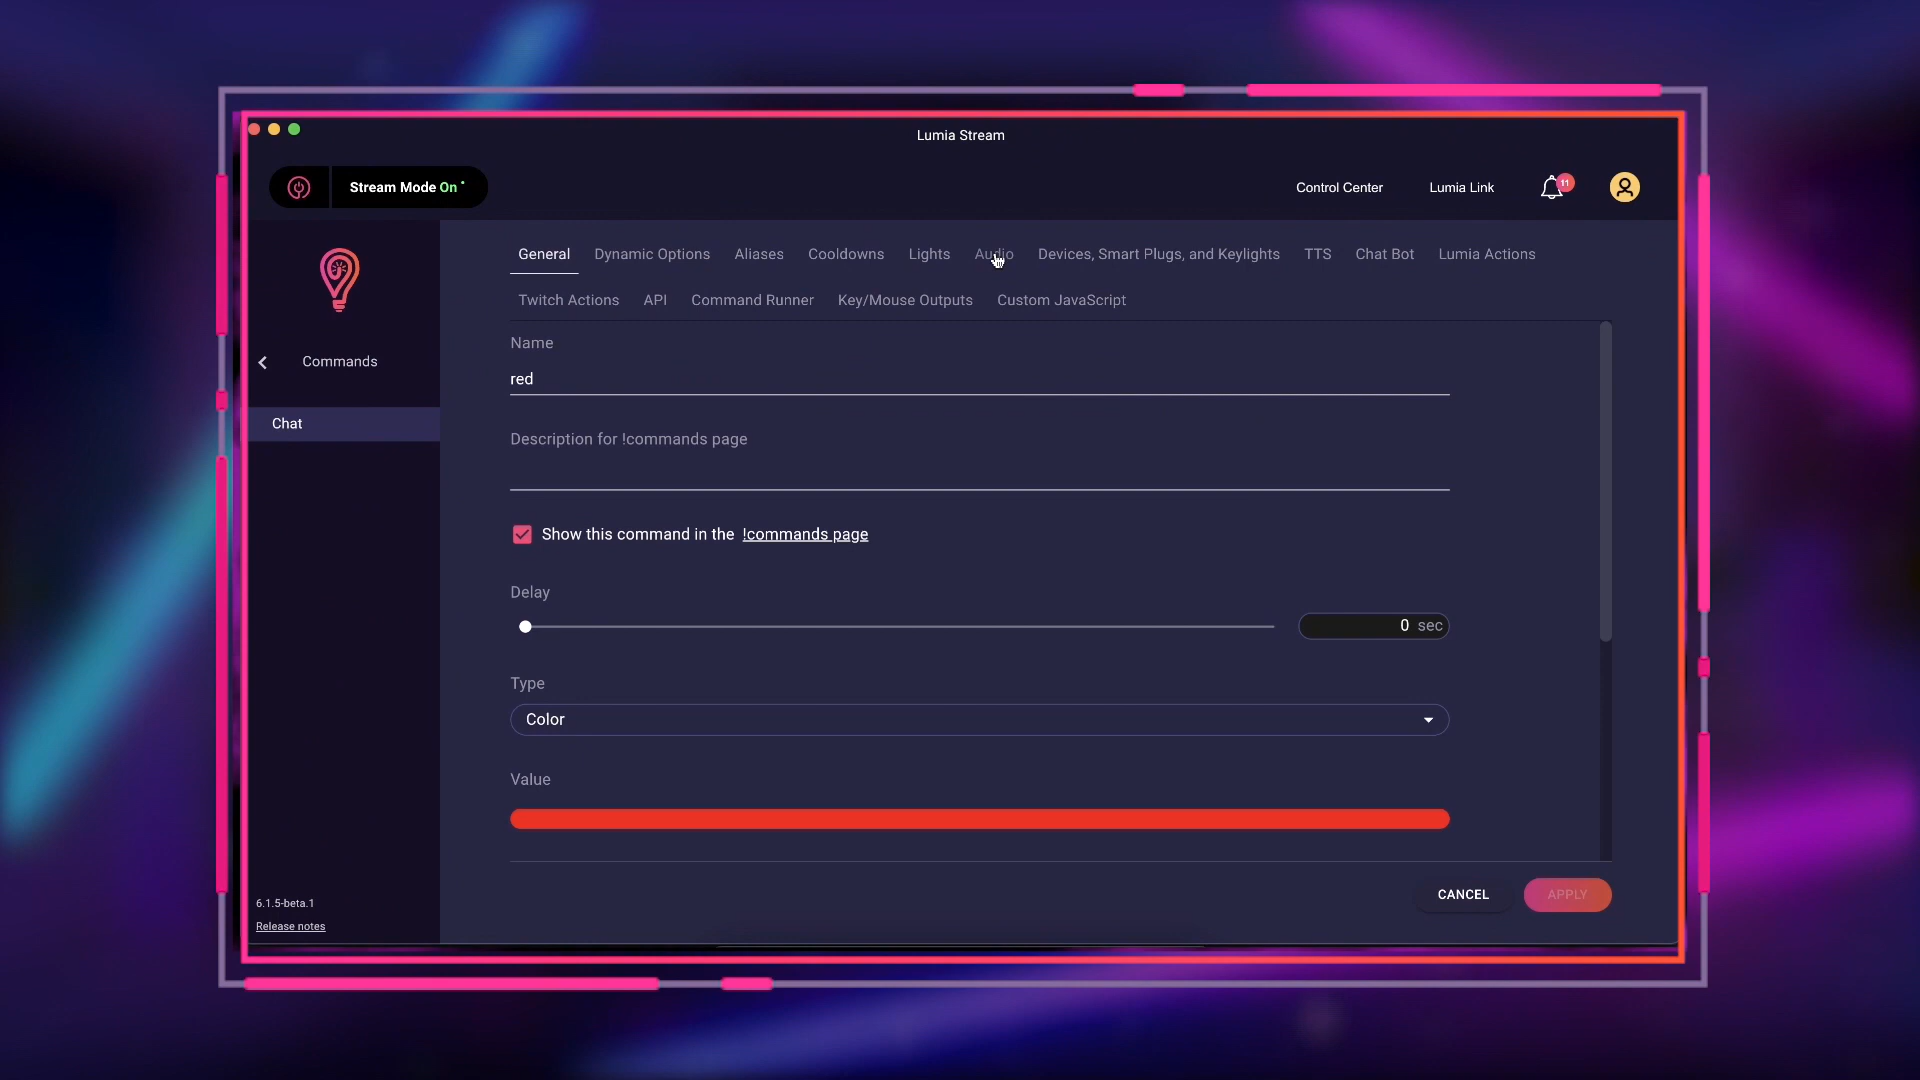 Lumia Stream
Stream Mode On
Control Center
Lumia Link
11
General
Dynamic Options
Aliases
Cooldowns
Lights
Audio
Devices, Smart Plugs, and Keylights
TTS
Chat Bot
Lumia Actions
Twitch Actions
API
Command Runner
Key/Mouse Outputs
Custom JavaScript
Commands
Chat
Name
red
Description for !commands page
Show this command in the !commands page
Delay
0 sec
Type
Color
Value
CANCEL
APPLY
6.1.5-beta.1
Release notes